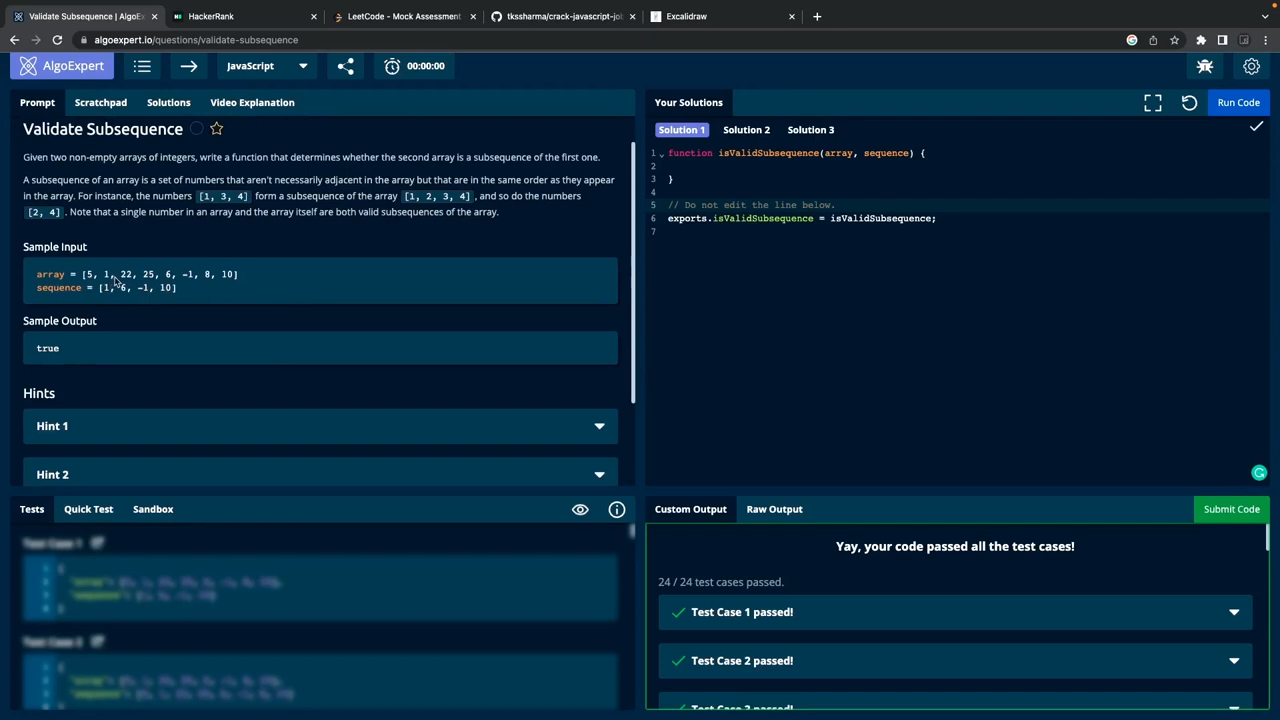 Validate Subsequence | AlgoEx
HackerRank
LeetCode - Mock Assessment
tkssharma/crack-javascript-jo
Excalidraw
algoexpert.io/questions/validate-subsequence
AlgoExpert
JavaScript
00:00:00
Prompt
Scratchpad
Solutions
Video Explanation
Validate Subsequence
Given two non-empty arrays of integers, write a function that determines whether the second array is a subsequence of the first one.
A subsequence of an array is a set of numbers that aren't necessarily adjacent in the array but that are in the same order as they appear
in the array. For instance, the numbers [1, 3, 4] form a subsequence of the array [1, 2, 3, 4], and so do the numbers
[2, 4]. Note that a single number in an array and the array itself are both valid subsequences of the array.
Sample Input
array = [5, 1, 22, 25, 6, -1, 8, 10]
sequence = [1, 6, -1, 10]
Sample Output
true
Hints
Hint 1
Hint 2
Your Solutions
Run Code
Solution 1
Solution 2
Solution 3
1 function isValidSubsequence(array, sequence) {
2
3 }
4
5 // Do not edit the line below.
6 exports.isValidSubsequence = isValidSubsequence;
7
Tests
Quick Test
Sandbox
Custom Output
Raw Output
Submit Code
Yay, your code passed all the test cases!
24 / 24 test cases passed.
Test Case 1 passed!
Test Case 2 passed!